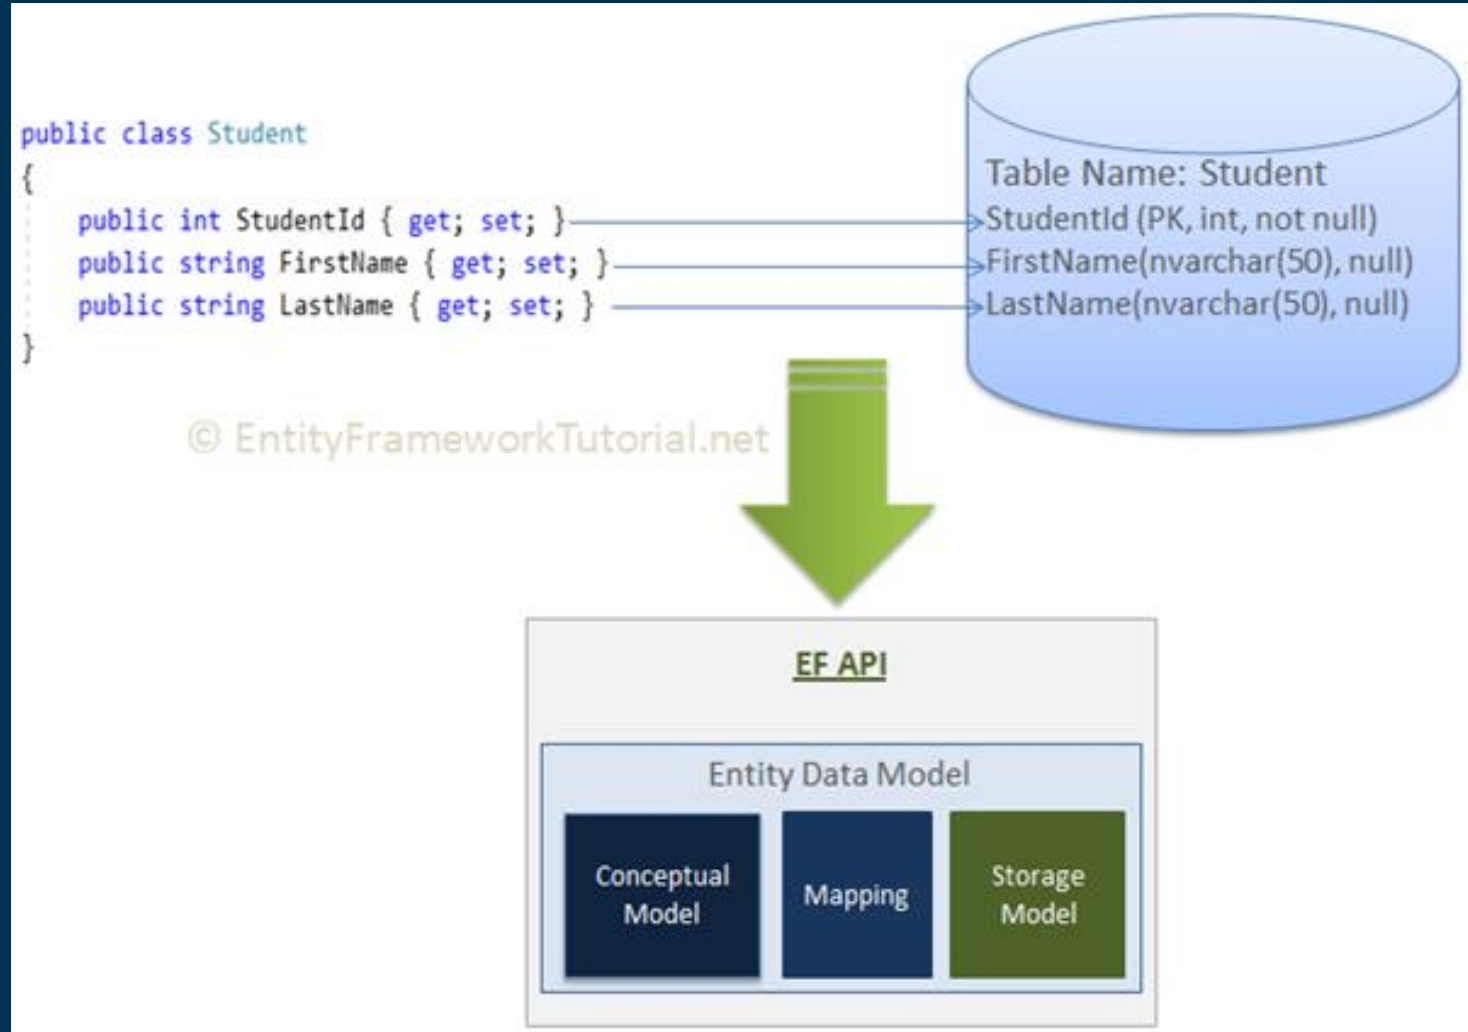 public class Student
{
public int StudentId { get; set; }
public string FirstName { get; set; }
public string LastName { get; set; }
}
Table Name: Student
StudentId (PK, int, not null)
FirstName(nvarchar(50), null)
LastName(nvarchar(50), null)
© EntityFrameworkTutorial.net
EF API
Entity Data Model
Conceptual
Model
Mapping
Storage
Model